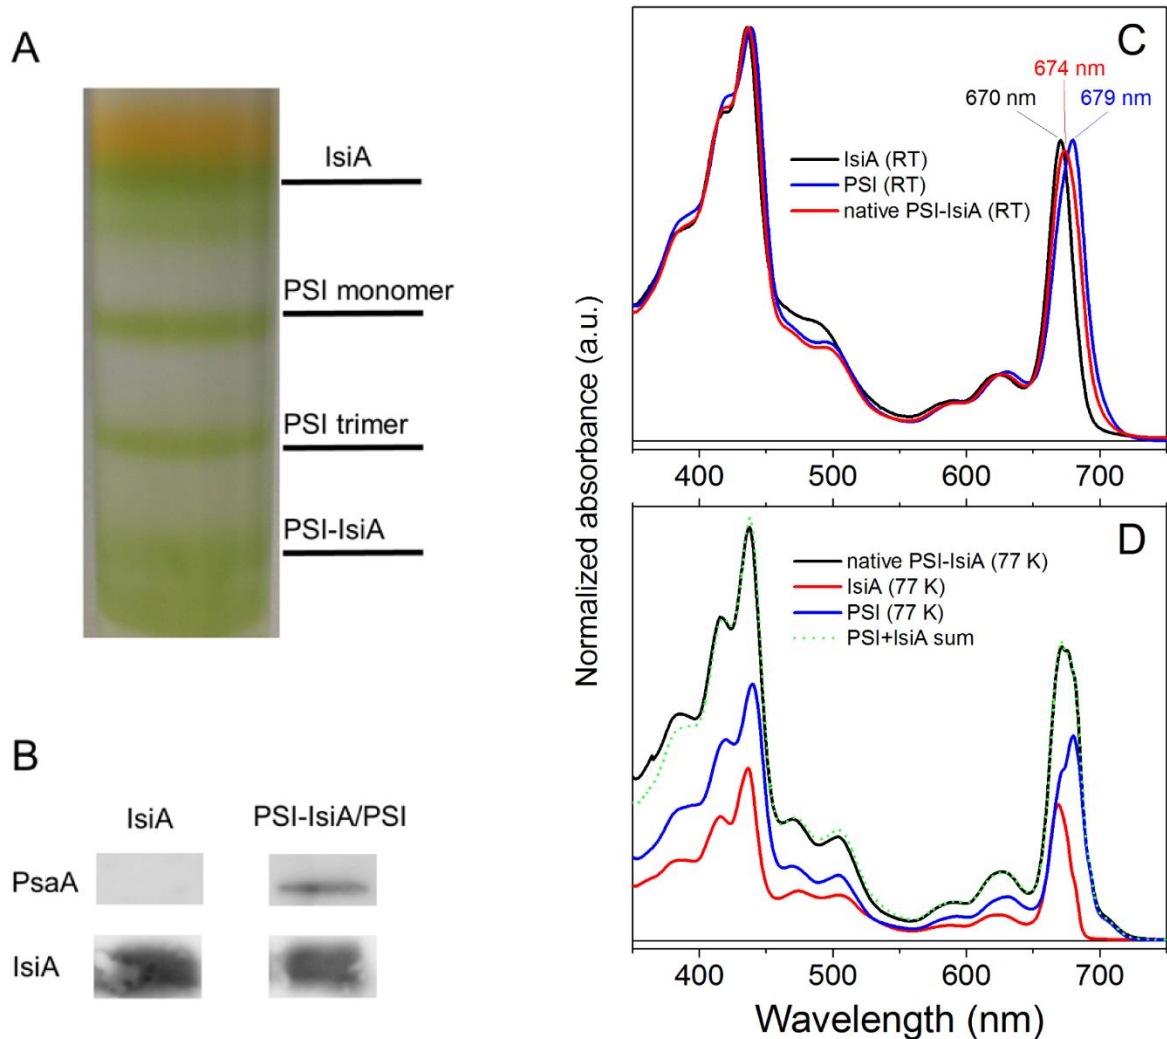 A
IsiA
PSI monomer
PSI trimer
PSI-IsiA
B
IsiA PSI-IsiA/PSI
PsaA
IsiA
Normalized absorbance (a.u.)
C
674 nm
670 nm 679 nm
IsiA (RT)
PSI (RT)
native PSI-IsiA (RT)
400 500 600 700
D
native PSI-IsiA (77 K)
IsiA (77 K)
PSI (77 K)
PSI+IsiA sum
400 500 600 700
Wavelength (nm)